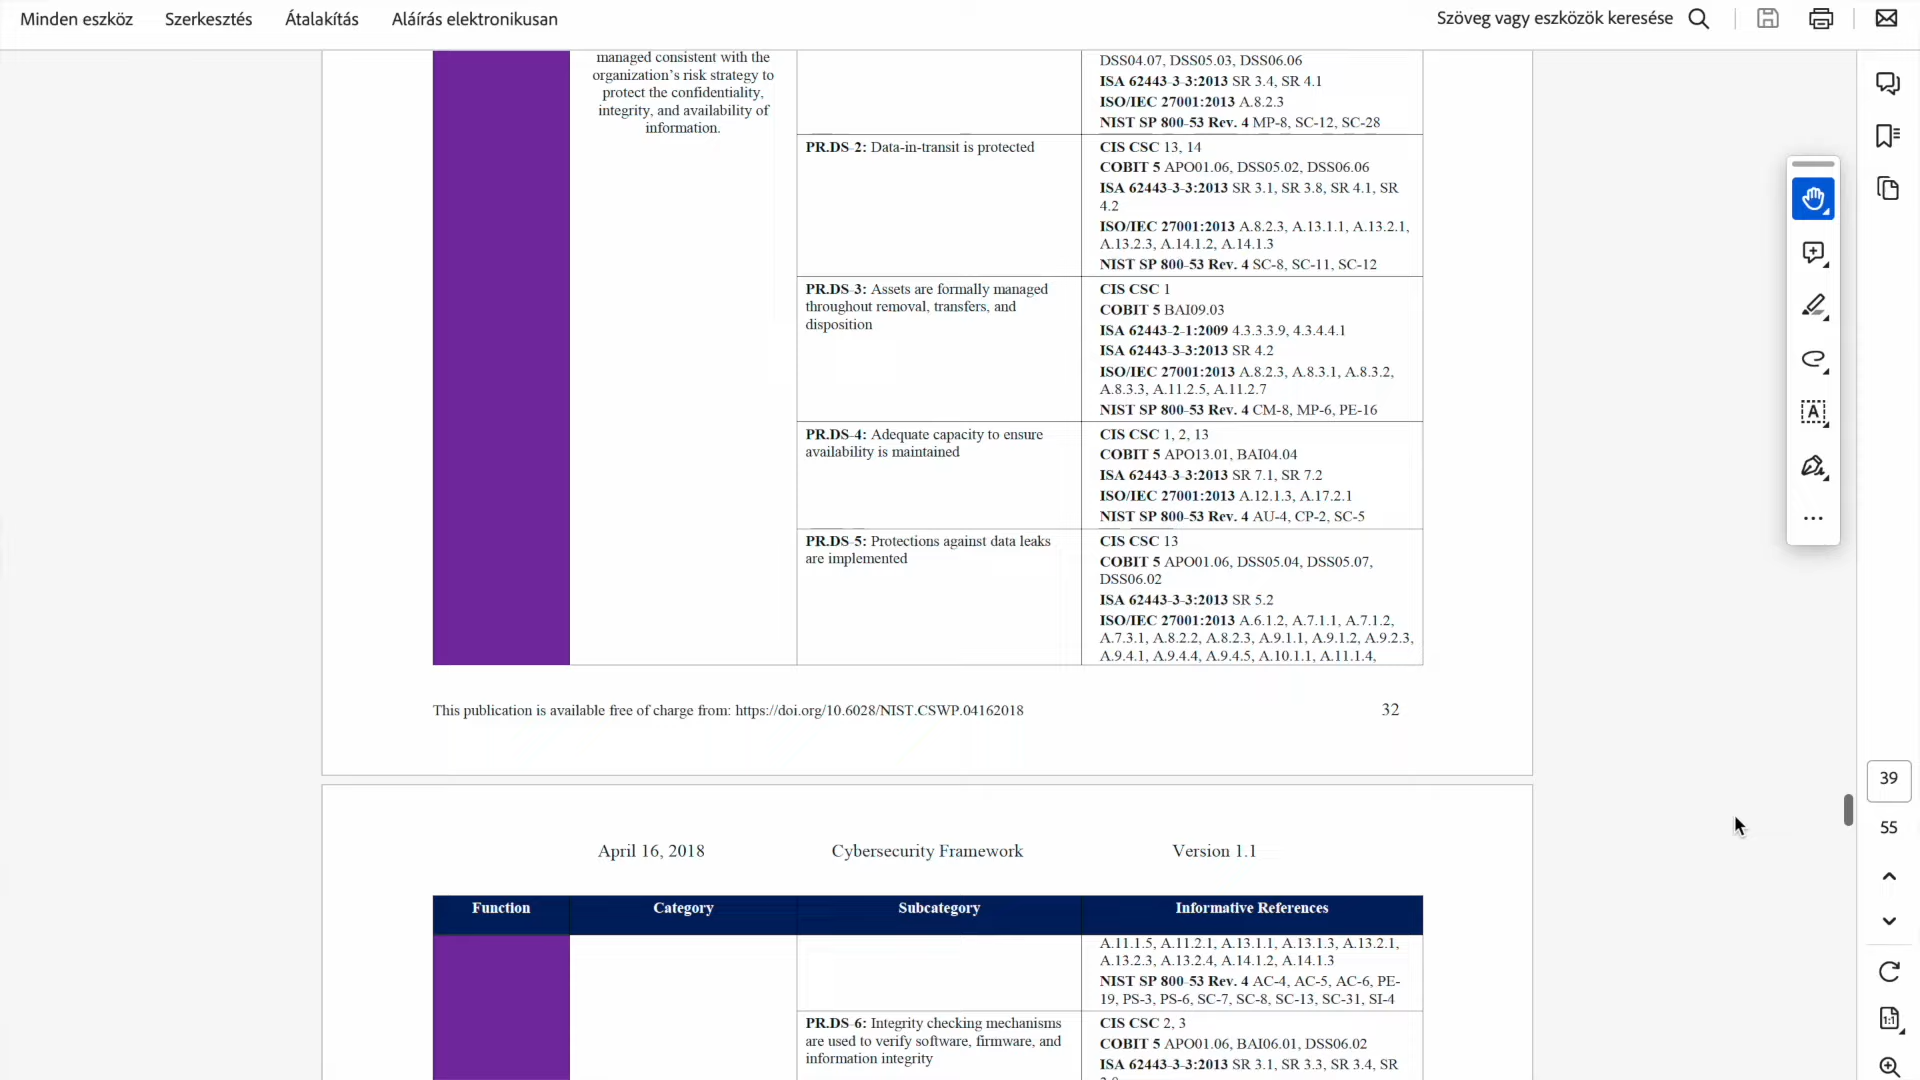 Minden eszköz Szerkesztés Átalakítás Aláírás elektronikusan Szöveg vagy eszközök keresése
managed consistent with the
organization's risk strategy to
protect the confidentiality,
integrity, and availability of
information.
DSS04.07, DSS05.03, DSS06.06
ISA 62443-3-3:2013 SR 3.4, SR 4.1
ISO/IEC 27001:2013 A.8.2.3
NIST SP 800-53 Rev. 4 MP-8, SC-12, SC-28
PR.DS-2: Data-in-transit is protected
CIS CSC 13, 14
COBIT 5 APO01.06, DSS05.02, DSS06.06
ISA 62443-3-3:2013 SR 3.1, SR 3.8, SR 4.1, SR
4.2
ISO/IEC 27001:2013 A.8.2.3, A.13.1.1, A.13.2.1,
A.13.2.3, A.14.1.2, A.14.1.3
NIST SP 800-53 Rev. 4 SC-8, SC-11, SC-12
PR.DS-3: Assets are formally managed
throughout removal, transfers, and
disposition
CIS CSC 1
COBIT 5 BAI09.03
ISA 62443-2-1:2009 4.3.3.3.9, 4.3.4.4.1
ISA 62443-3-3:2013 SR 4.2
ISO/IEC 27001:2013 A.8.2.3, A.8.3.1, A.8.3.2,
A.8.3.3, A.11.2.5, A.11.2.7
NIST SP 800-53 Rev. 4 CM-8, MP-6, PE-16
PR.DS-4: Adequate capacity to ensure
availability is maintained
CIS CSC 1, 2, 13
COBIT 5 APO13.01, BAI04.04
ISA 62443-3-3:2013 SR 7.1, SR 7.2
ISO/IEC 27001:2013 A.12.1.3, A.17.2.1
NIST SP 800-53 Rev. 4 AU-4, CP-2, SC-5
PR.DS-5: Protections against data leaks
are implemented
CIS CSC 13
COBIT 5 APO01.06, DSS05.04, DSS05.07,
DSS06.02
ISA 62443-3-3:2013 SR 5.2
ISO/IEC 27001:2013 A.6.1.2, A.7.1.1, A.7.1.2,
A.7.3.1, A.8.2.2, A.8.2.3, A.9.1.1, A.9.1.2, A.9.2.3,
A.9.4.1, A.9.4.4, A.9.4.5, A.10.1.1, A.11.1.4,
This publication is available free of charge from: https://doi.org/10.6028/NIST.CSWP.04162018 32
April 16, 2018 Cybersecurity Framework Version 1.1
Function Category Subcategory Informative References
A.11.1.5, A.11.2.1, A.13.1.1, A.13.1.3, A.13.2.1,
A.13.2.3, A.13.2.4, A.14.1.2, A.14.1.3
NIST SP 800-53 Rev. 4 AC-4, AC-5, AC-6, PE-
19, PS-3, PS-6, SC-7, SC-8, SC-13, SC-31, SI-4
PR.DS-6: Integrity checking mechanisms
are used to verify software, firmware, and
information integrity
CIS CSC 2, 3
COBIT 5 APO01.06, BAI06.01, DSS06.02
ISA 62443-3-3:2013 SR 3.1, SR 3.3, SR 3.4, SR
A
39
55
1:1